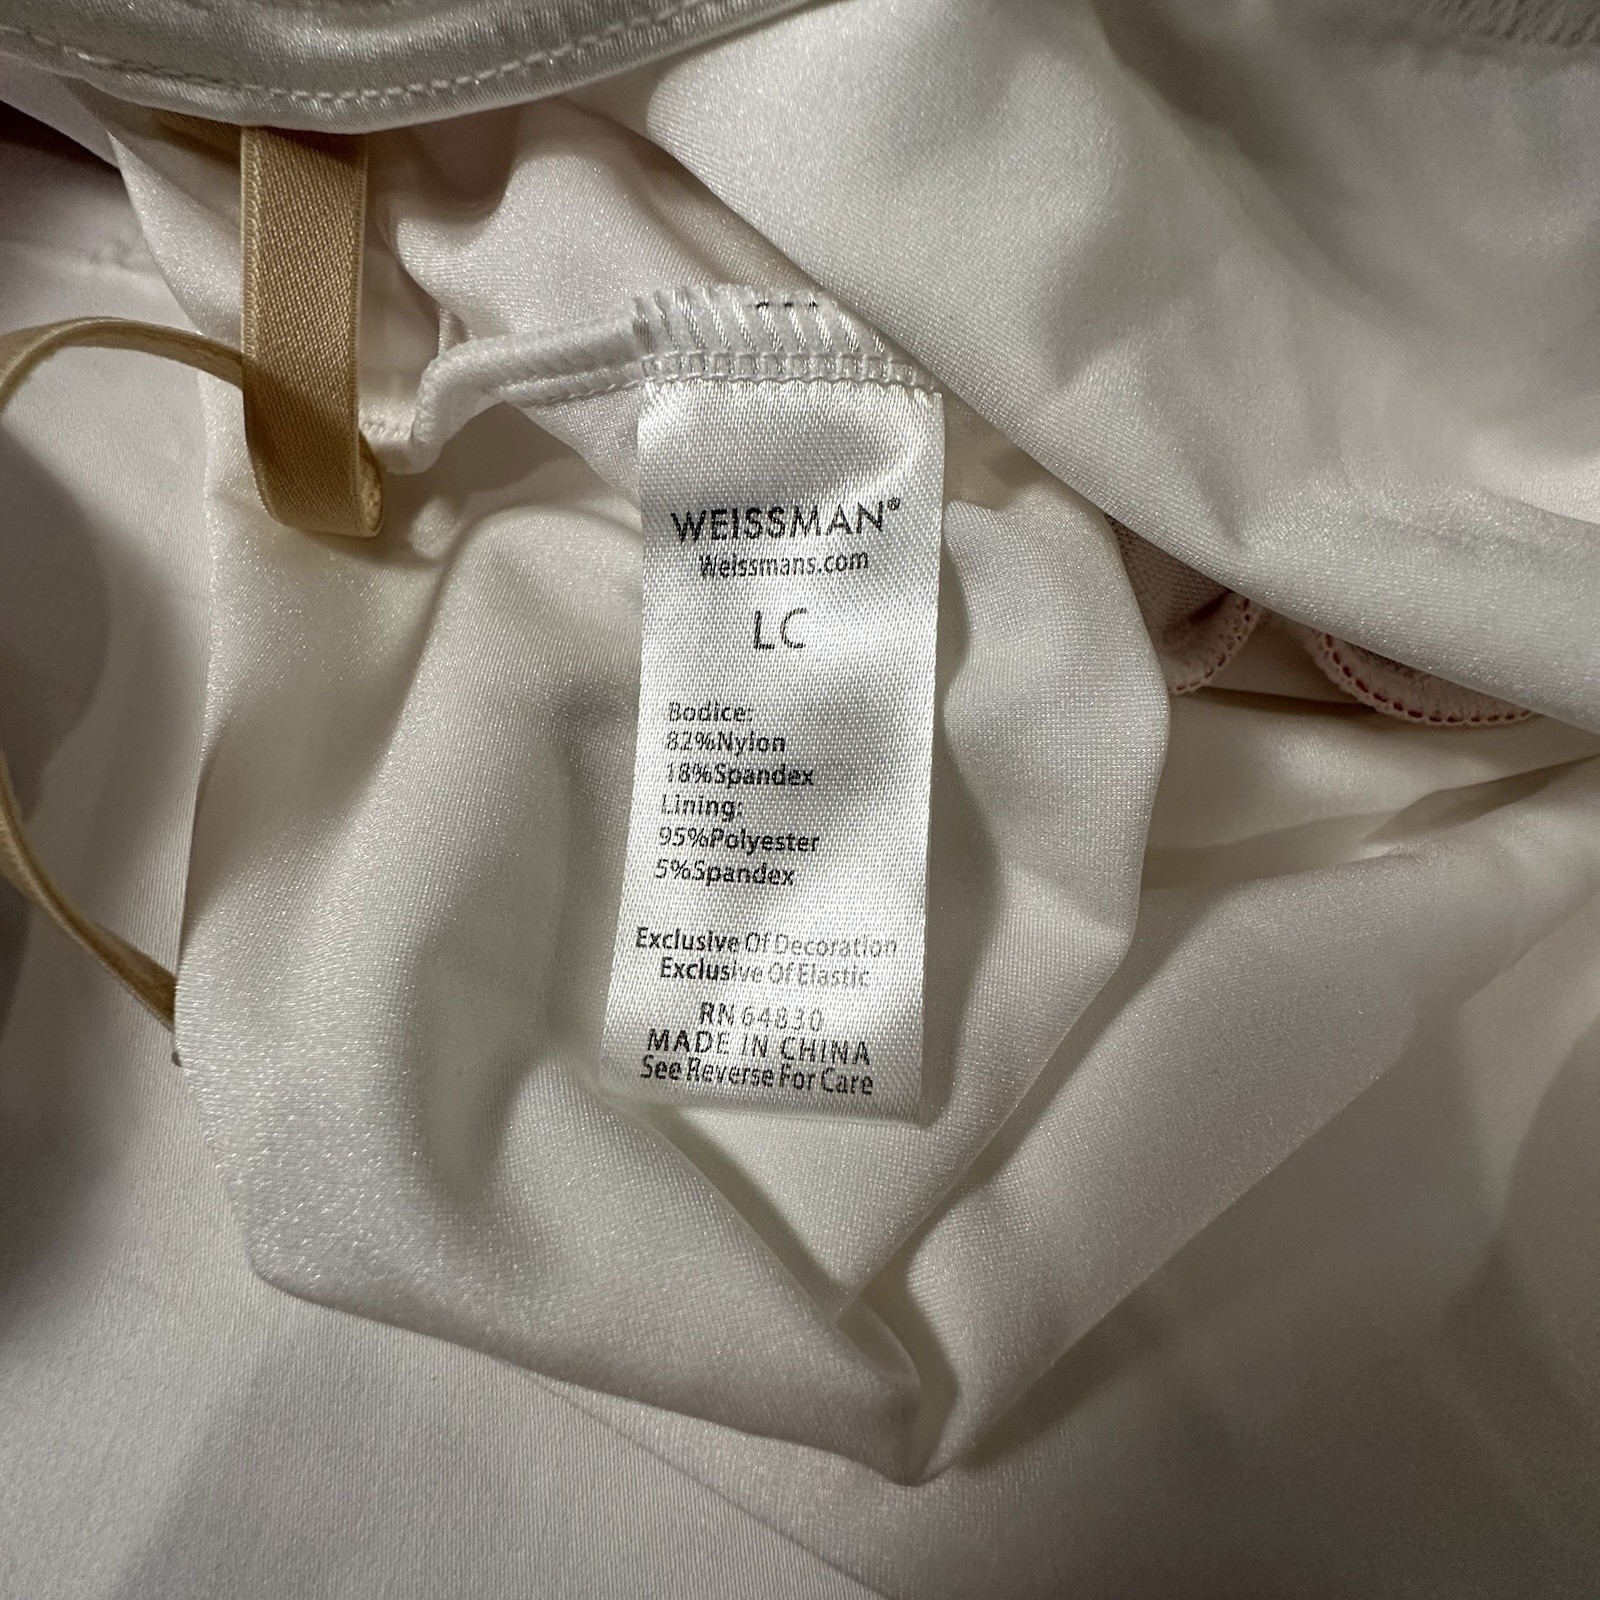 WEISSMAN®
Weissmans.com
LC
Bodice:
82%Nylon
18%Spandex
Lining:
95%Polyester
5%Spandex
Exclusive Of Decoration
Exclusive Of Elastic
RN 64830
MADE IN CHINA
See Reverse For Care